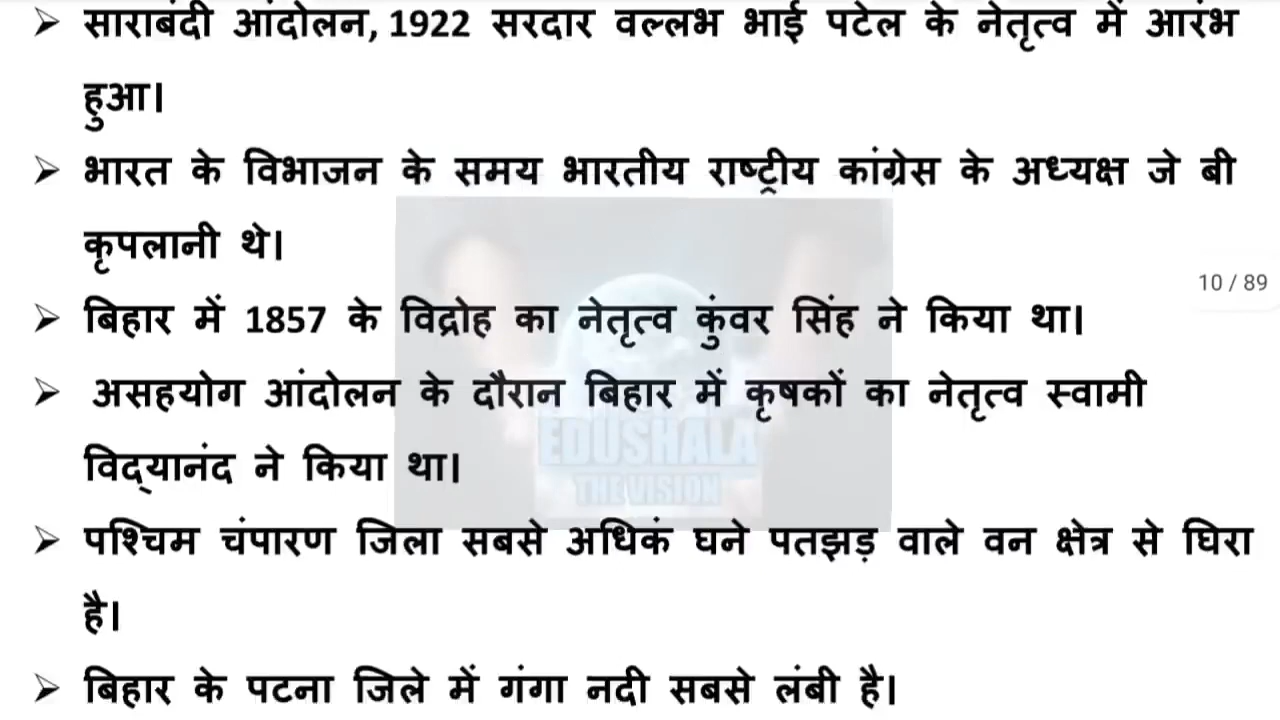 ➤ साराबंदी आंदोलन, 1922 सरदार वल्लभ भाई पटेल के नेतृत्व में आरंभ
हुआ।
➤ भारत के विभाजन के समय भारतीय राष्ट्रीय कांग्रेस के अध्यक्ष जे बी
कृपलानी थे।
10 / 89
➤ बिहार में 1857 के विद्रोह का नेतृत्व कुंवर सिंह ने किया था।
➤ असहयोग आंदोलन के दौरान बिहार में कृषकों का नेतृत्व स्वामी
विद्यानंद ने किया था।
EDUSHALA
THE VISION
➤ पश्चिम चंपारण जिला सबसे अधिकं घने पतझड़ वाले वन क्षेत्र से घिरा
है।
➤ बिहार के पटना जिले में गंगा नदी सबसे लंबी है।